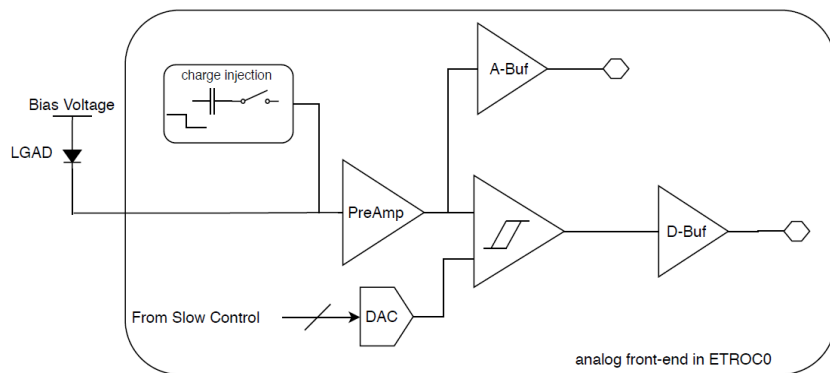 charge injection
A-Buf
Bias Voltage
LGAD
PreAmp
D-Buf
From Slow Control
DAC
analog front-end in ETROC0